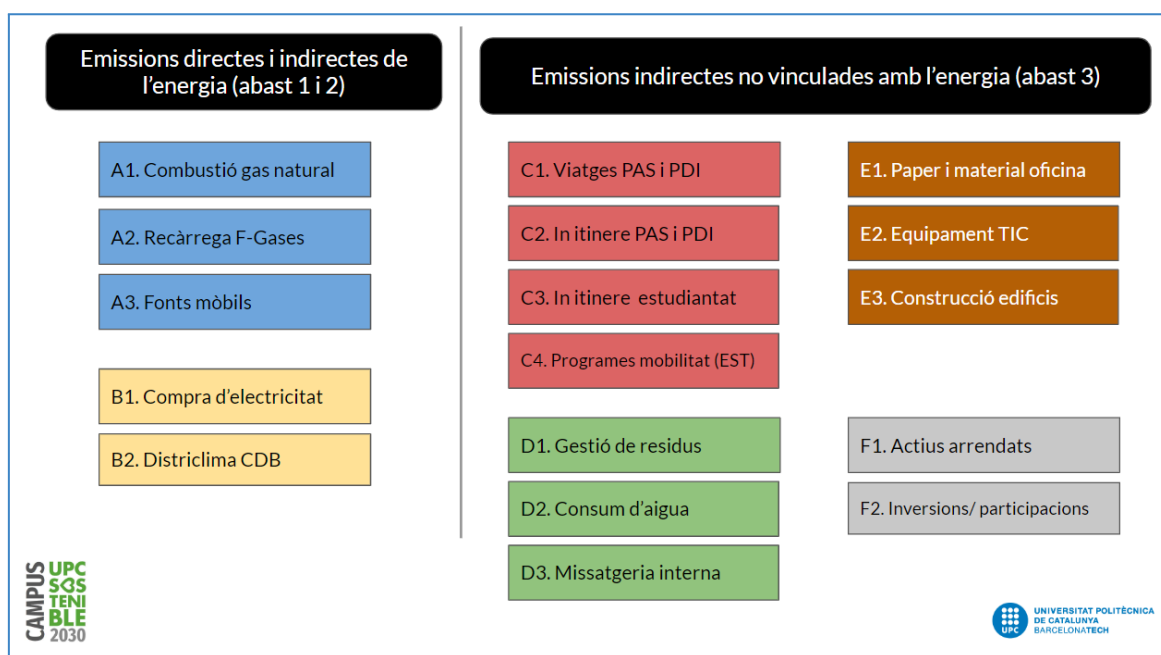 Emissions directes i indirectes de
l'energia (abast 1 i 2)
A1. Combustió gas natural
A2. Recàrrega F-Gases
A3. Fonts mòbils
B1. Compra d'electricitat
B2. Districlima CDB
Emissions indirectes no vinculades amb l'energia (abast 3)
C1. Viatges PAS i PDI
C2. In itinere PAS i PDI
C3. In itinere estudiantat
C4. Programes mobilitat (EST)
D1. Gestió de residus
D2. Consum d'aigua
D3. Missatgeria interna
E1. Paper i material oficina
E2. Equipament TIC
E3. Construcció edificis
F1. Actius arrendats
F2. Inversions/ participacions
CAMPUS
UPC
S<3S
TENI
BLE
2030
UPC
UNIVERSITAT POLITÈCNICA
DE CATALUNYA
BARCELONATECH